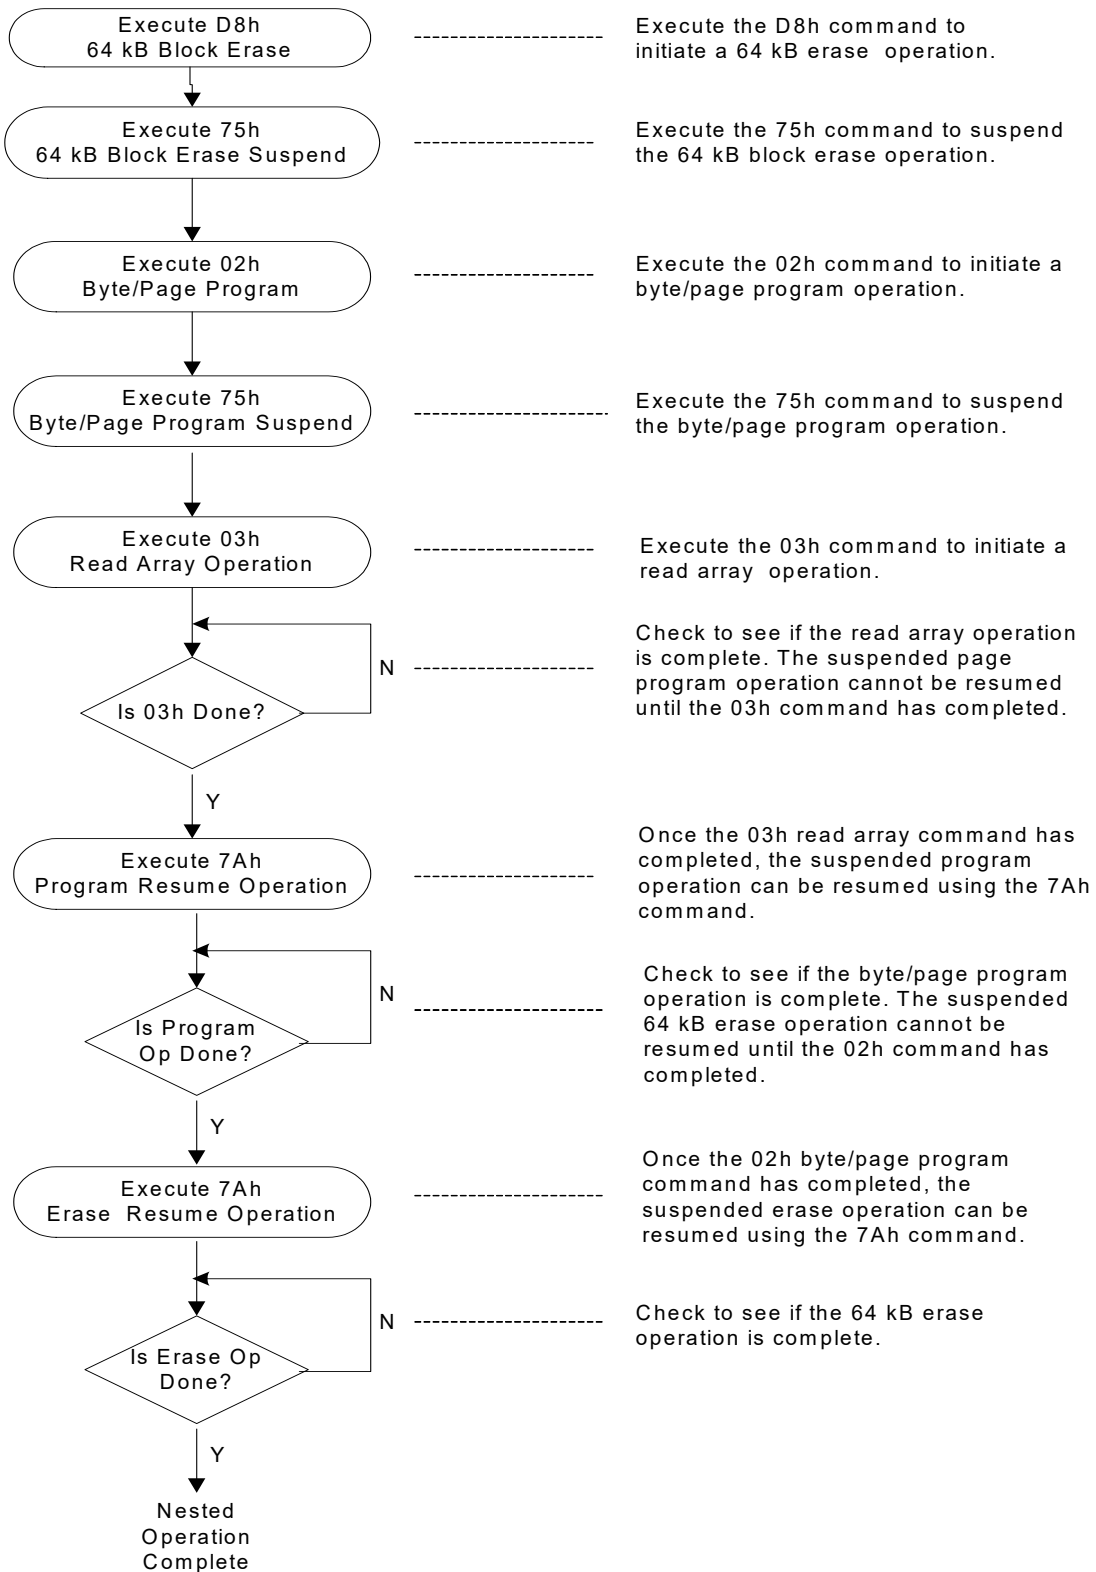 Execute D8h
64 kB Block Erase
Execute the D8h command to
initiate a 64 kB erase operation.
Execute 75h
64 kB Block Erase Suspend
Execute the 75h command to suspend
the 64 kB block erase operation.
Execute 02h
Byte/Page Program
Execute the 02h command to initiate a
byte/page program operation.
Execute 75h
Byte/Page Program Suspend
Execute the 75h command to suspend
the byte/page program operation.
Execute 03h
Read Array Operation
Execute the 03h command to initiate a
read array operation.
Is 03h Done?
N
Check to see if the read array operation
is complete. The suspended page
program operation cannot be resumed
until the 03h command has completed.
Y
Execute 7Ah
Program Resume Operation
Once the 03h read array command has
completed, the suspended program
operation can be resumed using the 7Ah
command.
Is Program
Op Done?
N
Check to see if the byte/page program
operation is complete. The suspended
64 kB erase operation cannot be
resumed until the 02h command has
completed.
Y
Execute 7Ah
Erase Resume Operation
Once the 02h byte/page program
command has completed, the
suspended erase operation can be
resumed using the 7Ah command.
Is Erase Op
Done?
N
Check to see if the 64 kB erase
operation is complete.
Y
Nested
Operation
Complete